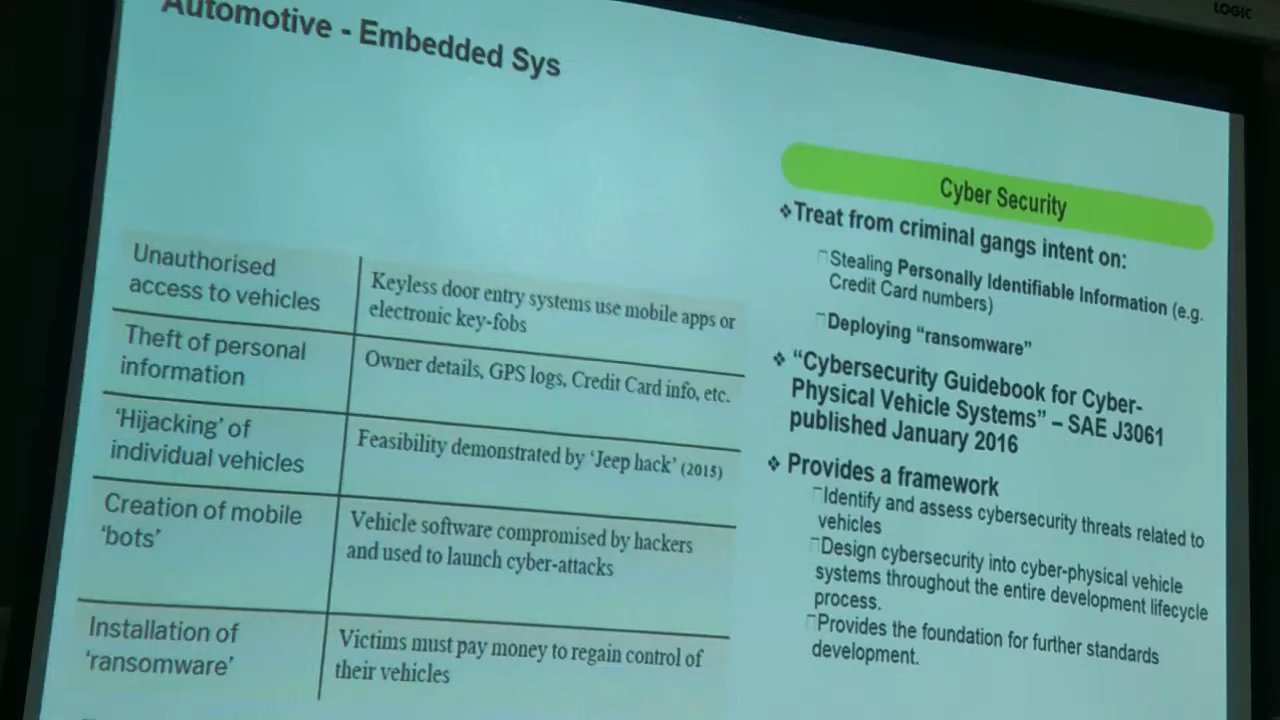 LOGIC
Automotive - Embedded Sys
Unauthorised
access to vehicles
Keyless door entry systems use mobile apps or
electronic key-fobs
Theft of personal
information
Owner details, GPS logs, Credit Card info, etc.
‘Hijacking’ of
individual vehicles
Feasibility demonstrated by ‘Jeep hack’ (2015)
Creation of mobile
‘bots’
Vehicle software compromised by hackers
and used to launch cyber-attacks
Installation of
‘ransomware’
Victims must pay money to regain control of
their vehicles
Cyber Security
❖Treat from criminal gangs intent on:
Stealing Personally Identifiable Information (e.g.
Credit Card numbers)
Deploying “ransomware”
❖ “Cybersecurity Guidebook for Cyber-
Physical Vehicle Systems” – SAE J3061
published January 2016
❖ Provides a framework
Identify and assess cybersecurity threats related to
vehicles
Design cybersecurity into cyber-physical vehicle
systems throughout the entire development lifecycle
process.
Provides the foundation for further standards
development.